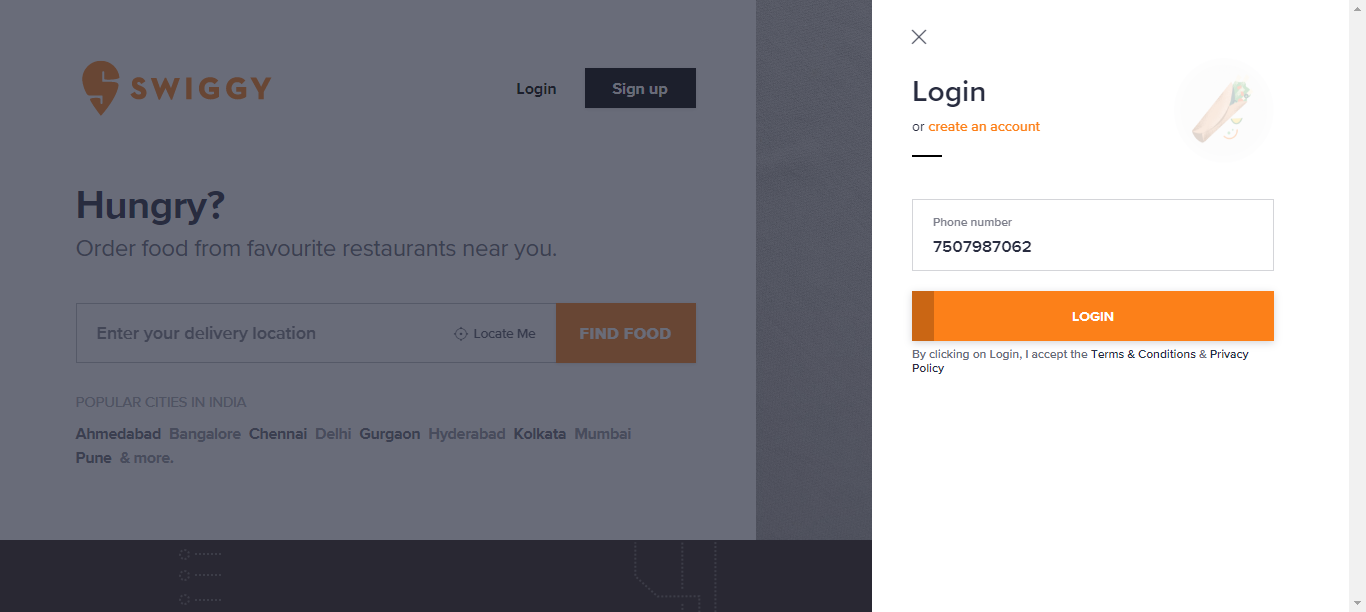 SWIGGY
Login
Sign up
Hungry?
Order food from favourite restaurants near you.
Enter your delivery location
Locate Me
FIND FOOD
POPULAR CITIES IN INDIA
Ahmedabad Bangalore Chennai Delhi Gurgaon Hyderabad Kolkata Mumbai
Pune & more.
Login
or create an account
Phone number
7507987062
LOGIN
By clicking on Login, I accept the Terms & Conditions & Privacy
Policy